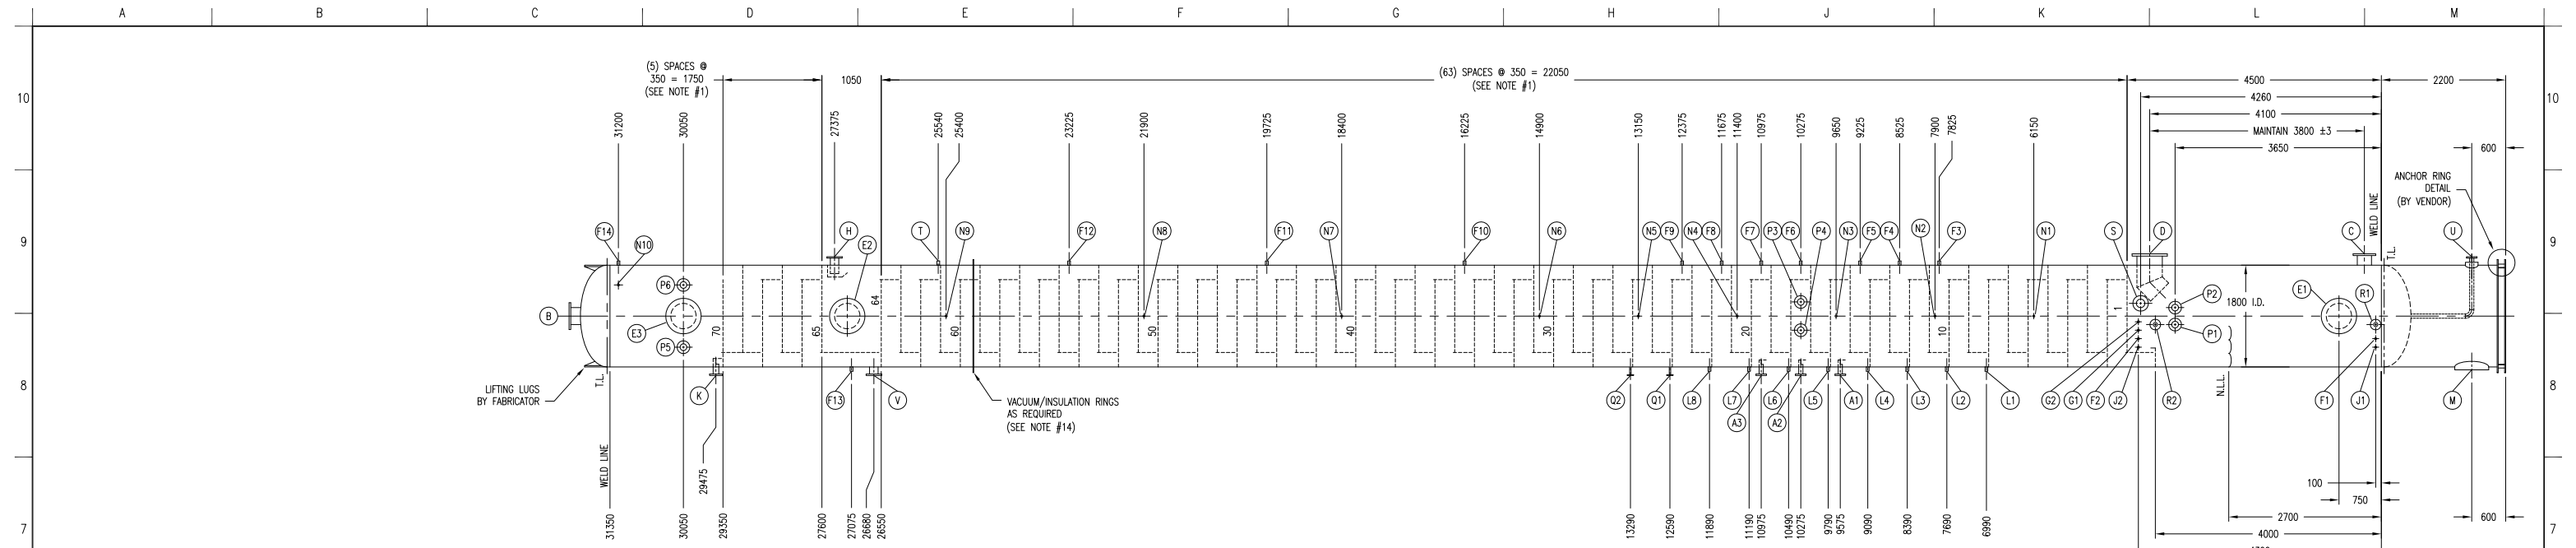 A B C D E F G H J K L M
(5) SPACES @
350 = 1750
(SEE NOTE #1)
1050
(63) SPACES @ 350 = 22050
(SEE NOTE #1)
4500
2200
10
4260
10
4100
MAINTAIN 3800 ±3
3650
600
31200 30050 27375 25540 25400 23225 21900 19725 18400 16225 14900 13150 12375 11675 11400 10975 10275 9650 9225 8525 7900 7825 6150
ANCHOR RING
DETAIL
(BY VENDOR)
WELD LINE
T.L.
9
F14 N10 H E2 T N9 F12 N8 F11 N7 F10 N6 N5 F9 N4 F8 F7 P3 F6 P4 N3 F5 F4 N2 F3 N1 S D C U
9
P6
P2 E1 R1
64
1800 I.D.
B
1
E3
70 65 60 50 40 30 20 10
P5
P1
8
LIFTING LUGS
BY FABRICATOR
T.L.
K F13 V
VACUUM/INSULATION RINGS
AS REQUIRED
(SEE NOTE #14)
Q2 Q1 L8 L7 L6 L5 A1 L4 L3 L2 L1 G2 G1 F2 J2 R2
A3 A2
N.L.L.
F1 J1 M
8
WELD LINE
29475
100
750
7
31350 30050 29350 27600 27075 26680 26550
13290 12590 11890 11190 10975 10490 10275 9790 9575 9090 8390 7690 6990
2700
600
7
4000